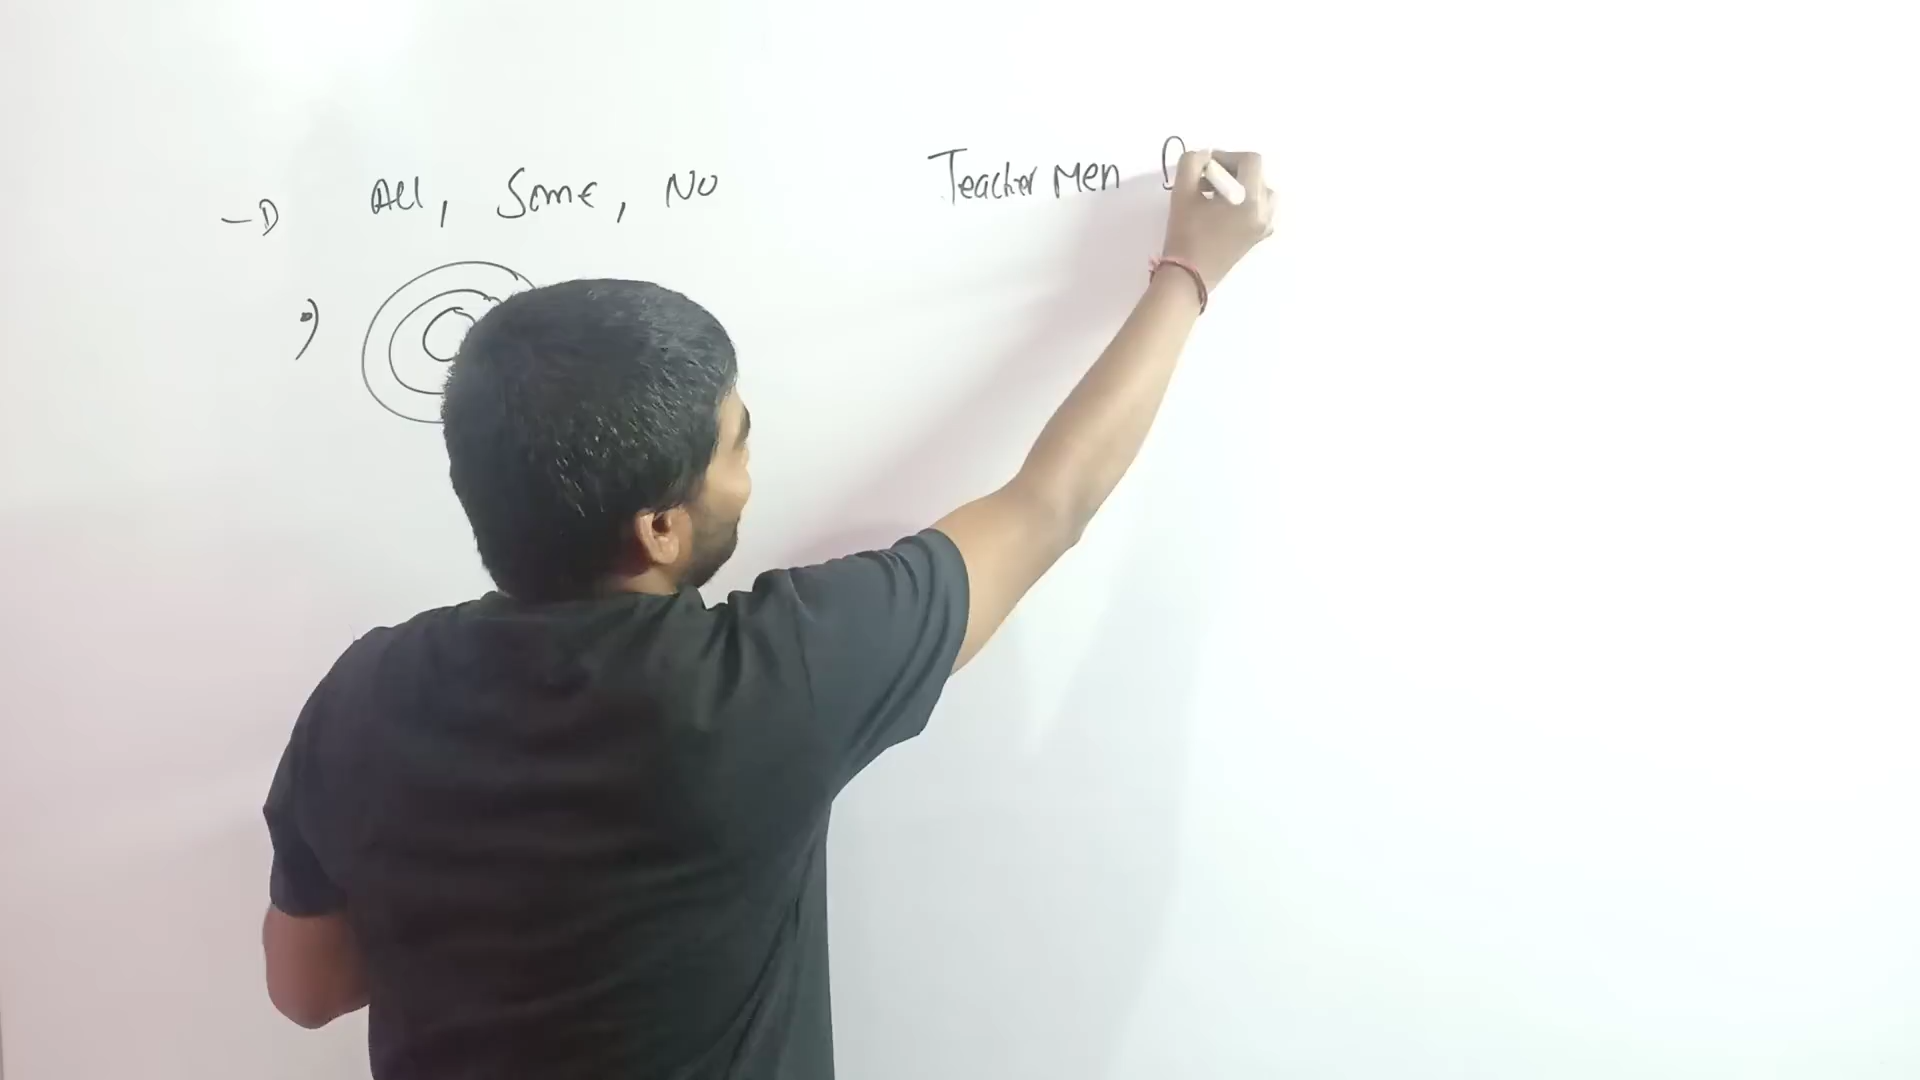 All, Some, No
Teacher Men D